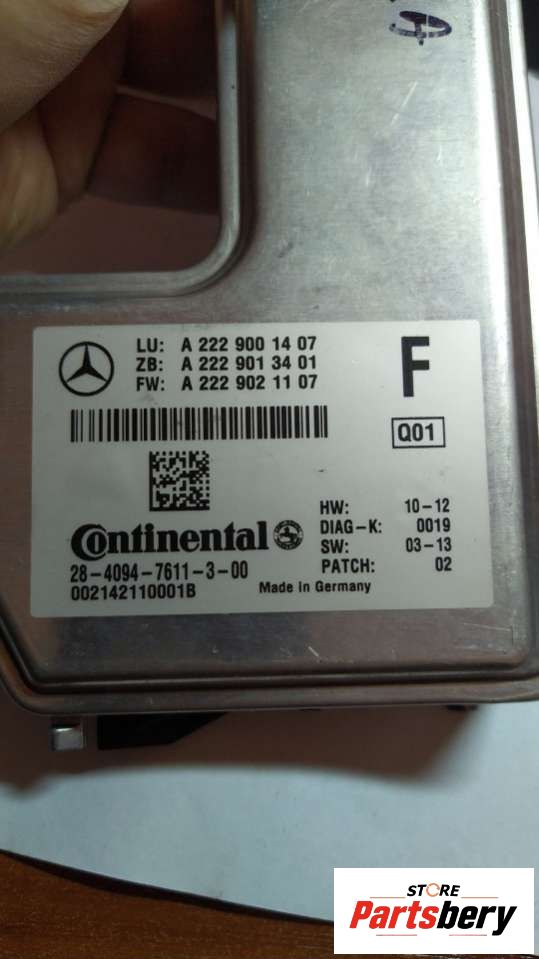 LU: A 222 900 14 07
ZB: A 222 901 34 01
FW: A 222 902 11 07
F
Q01
HW: 10-12
DIAG-K: 0019
SW: 03-13
PATCH: 02
Continental
28-4094-7611-3-00
002142110001B
Made in Germany
STORE
Partsbery